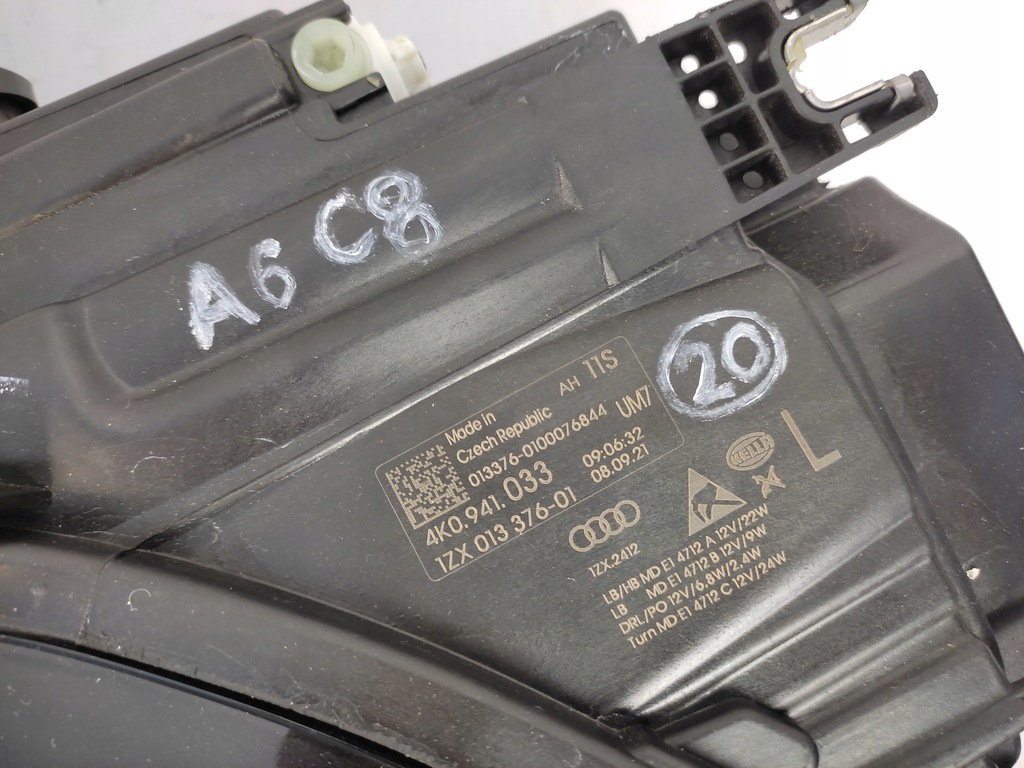 A6 C8
20
Made in
Czech Republic AH 11S
013376-0100076844 UM7
4K0.941.033 09:06:32
1ZX 013 376-01 08.09.21
HELLA
L
1ZX.2412
LB/HB MD E1 4712 A 12V/22W
LB MD E1 4712 B 12V/9W
DRL/PO 12V/6.8W/2.4W
Turn MD E1 4712 C 12V/24W